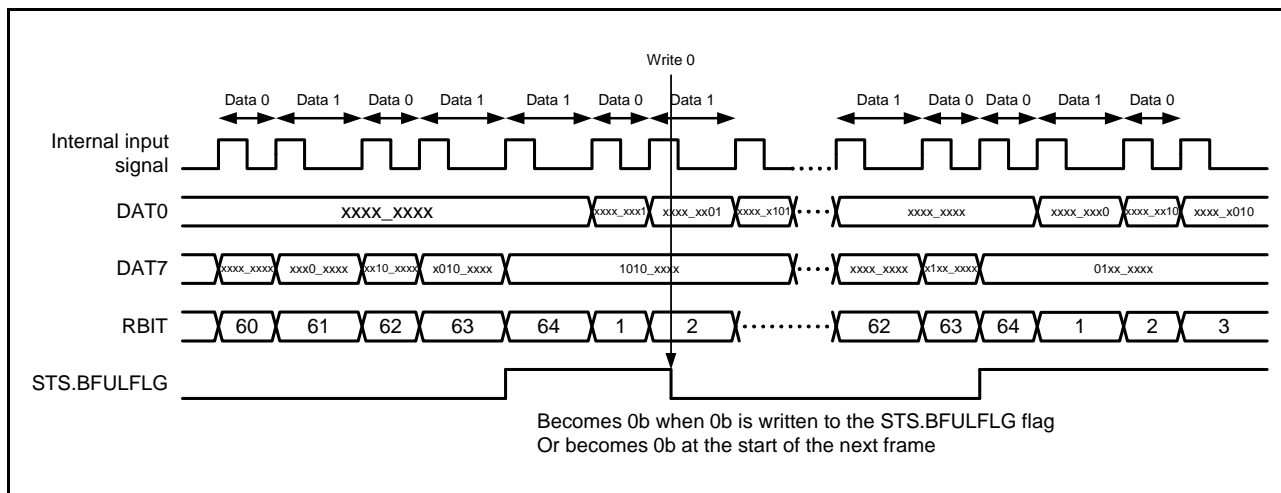 Write 0
Data 0 Data 1 Data 0 Data 1 Data 1 Data 0 Data 1 Data 1 Data 0 Data 0 Data 1 Data 0
Internal input
signal
DAT0 xxxx_xxxx xxxx_xxx1 xxxx_xx01 xxxx_x101 xxxx_xxxx xxxx_xxx0 xxxx_xx10 xxxx_x010
DAT7 xxxx_xxxx xxx0_xxxx xx10_xxxx x010_xxxx 1010_xxxx xxxx_xxxx x1xx_xxxx 01xx_xxxx
RBIT 60 61 62 63 64 1 2 62 63 64 1 2 3
STS.BFULFLG
Becomes 0b when 0b is written to the STS.BFULFLG flag
Or becomes 0b at the start of the next frame